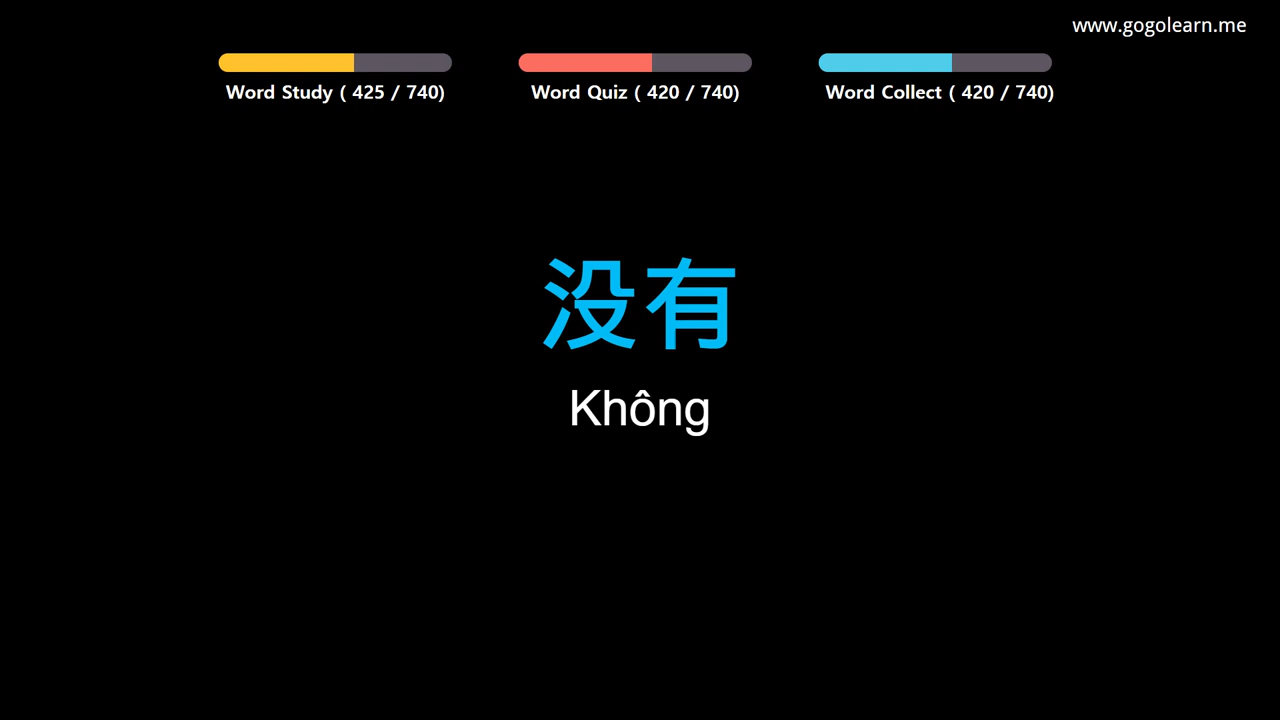 www.gogolearn.me
Word Study ( 425 / 740)
Word Quiz ( 420 / 740)
Word Collect ( 420 / 740)
没有
Không